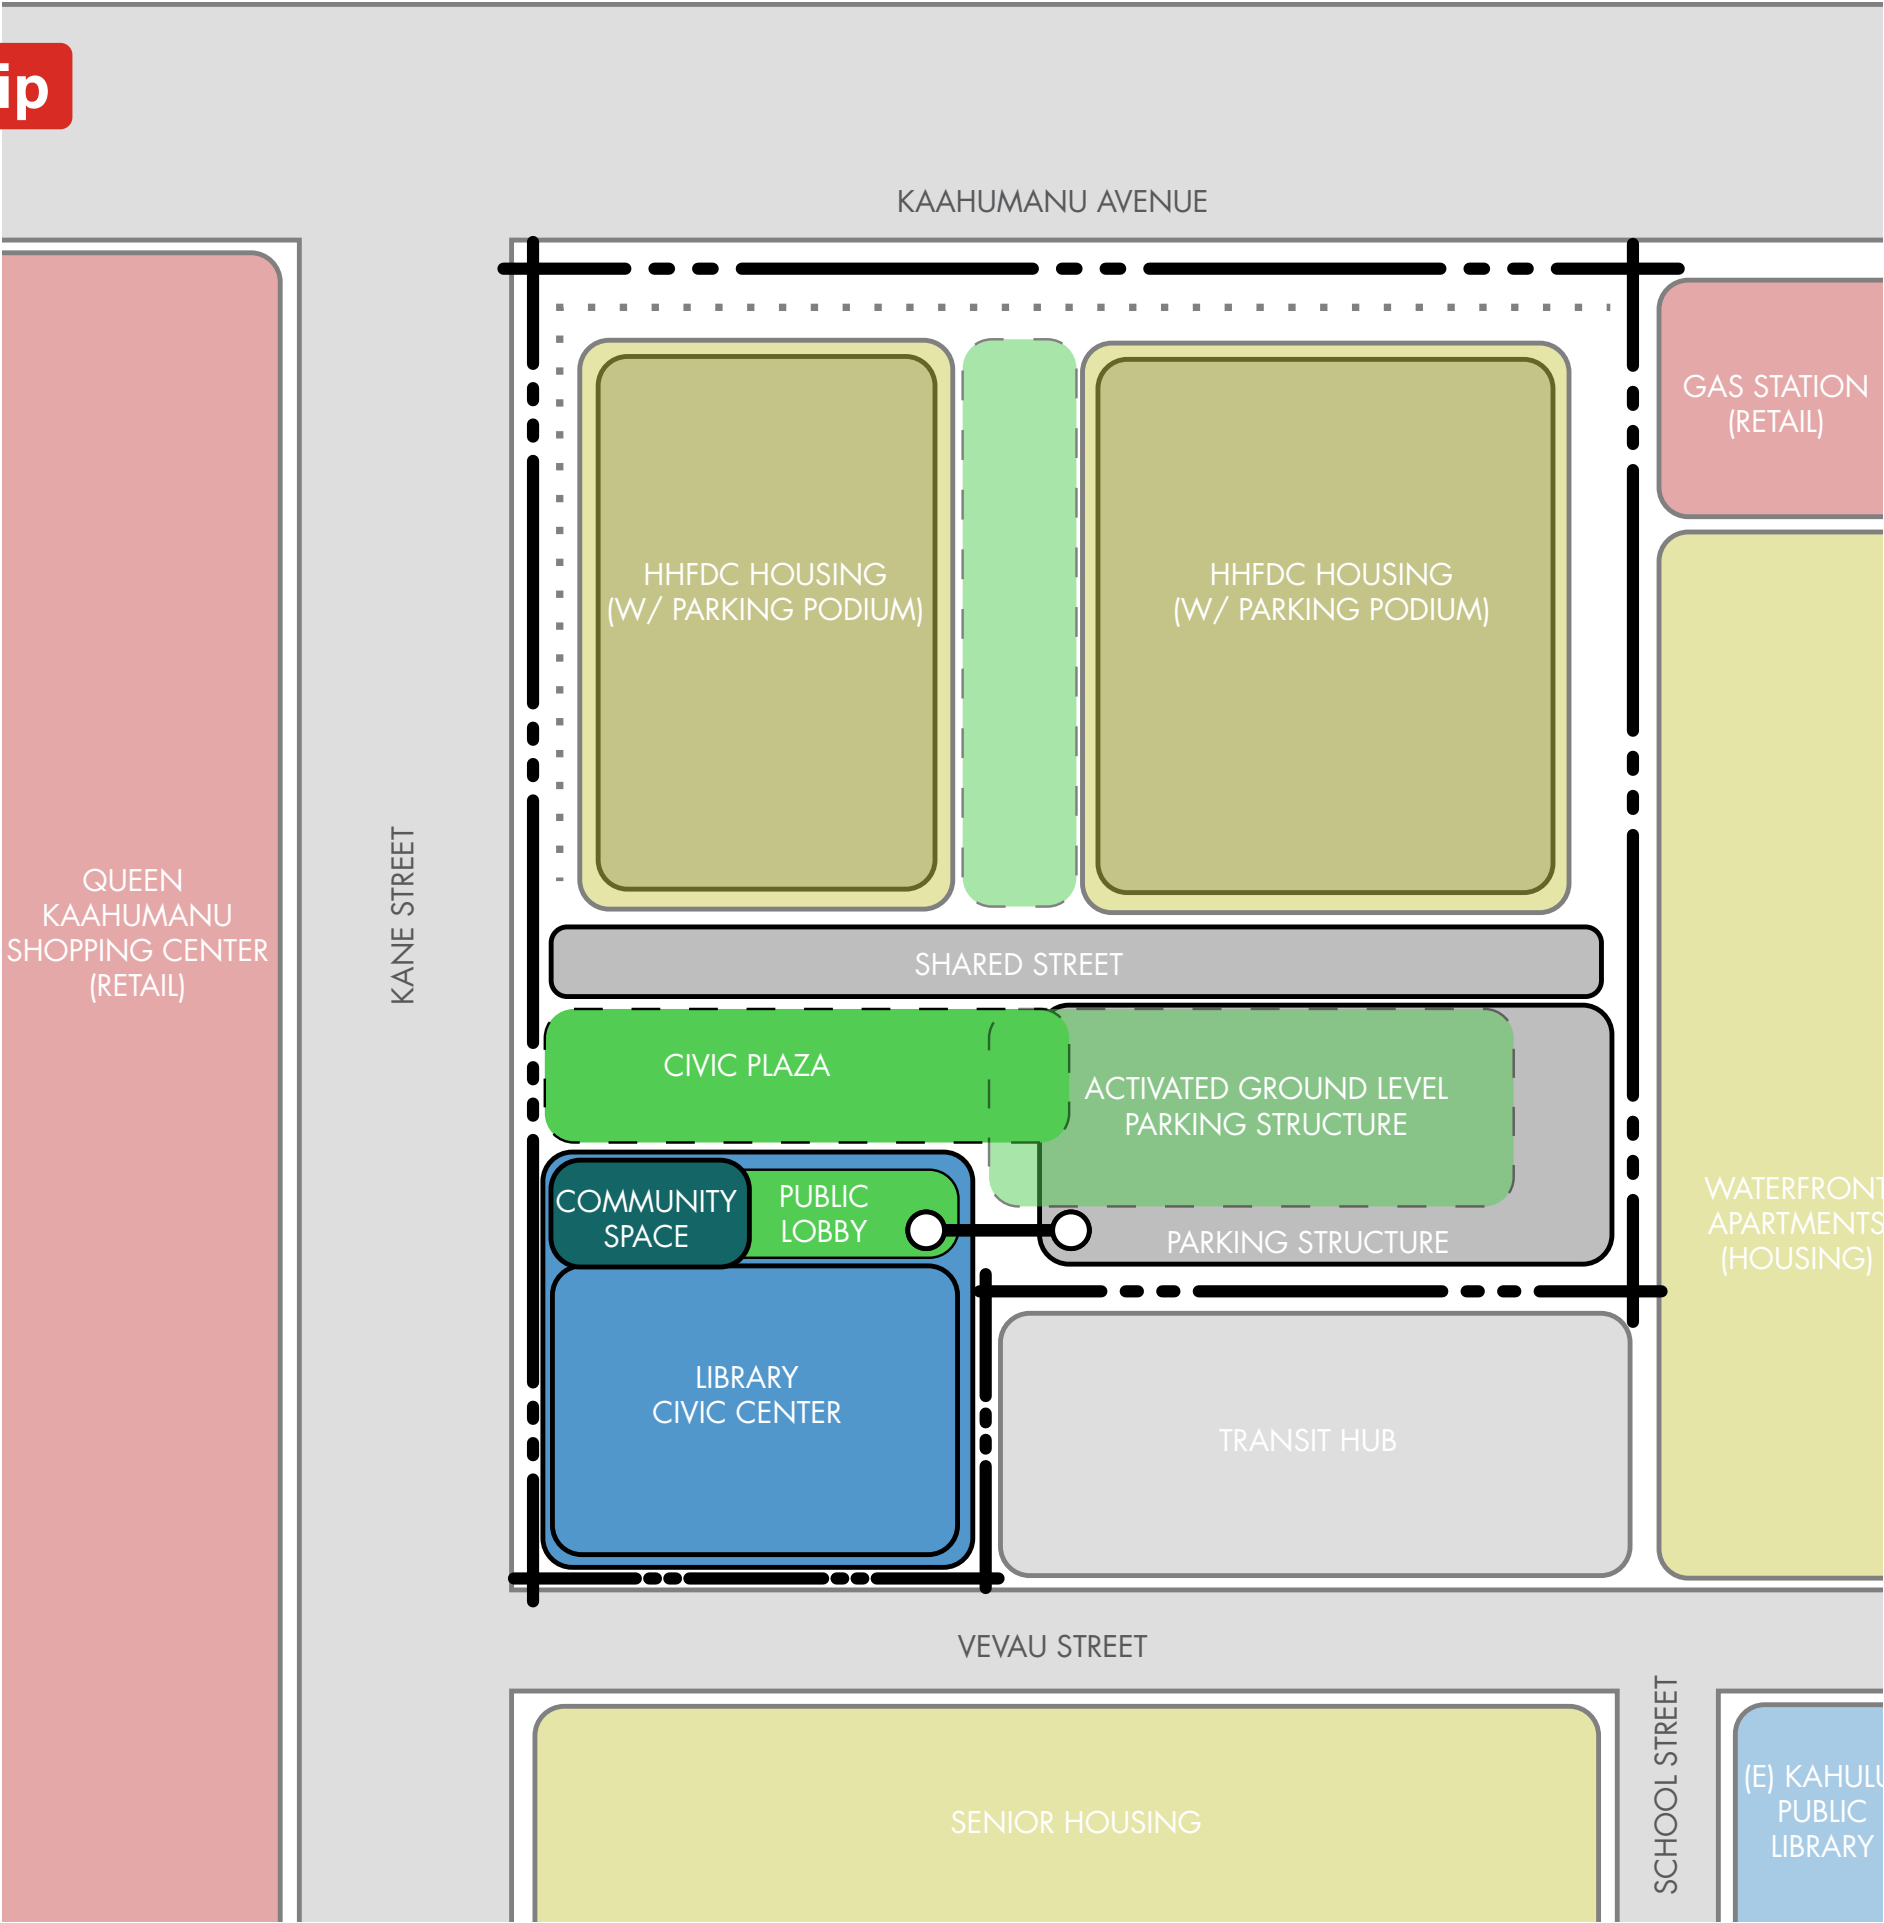 ip
KAAHUMANU AVENUE
GAS STATION
(RETAIL)
HHFDC HOUSING
(W/ PARKING PODIUM)
HHFDC HOUSING
(W/ PARKING PODIUM)
QUEEN
KAAHUMANU
SHOPPING CENTER
(RETAIL)
KANE STREET
SHARED STREET
CIVIC PLAZA
ACTIVATED GROUND LEVEL
PARKING STRUCTURE
COMMUNITY
SPACE
PUBLIC
LOBBY
PARKING STRUCTURE
WATERFRONT
APARTMENTS
(HOUSING)
LIBRARY
CIVIC CENTER
TRANSIT HUB
VEVAU STREET
SCHOOL STREET
SENIOR HOUSING
(E) KAHULU
PUBLIC
LIBRARY